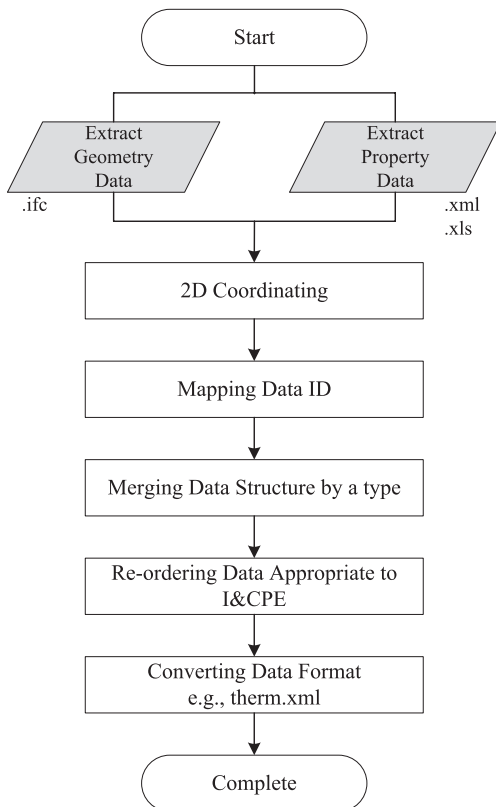 Start
Extract
Geometry
Data
.ifc
Extract
Property
Data
.xml
.xls
2D Coordinating
Mapping Data ID
Merging Data Structure by a type
Re-ordering Data Appropriate to
I&CPE
Converting Data Format
e.g., therm.xml
Complete